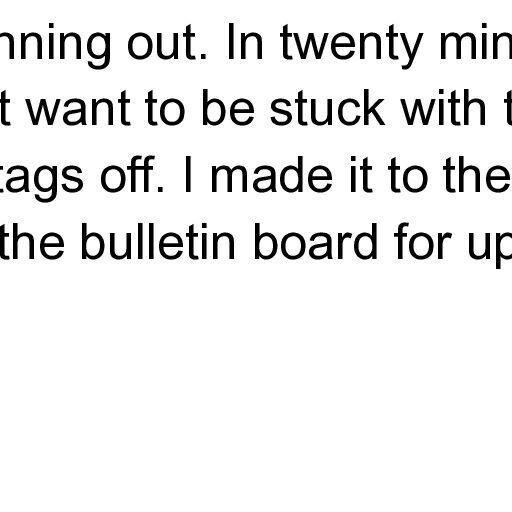 nning out. In twenty min
t want to be stuck with t
tags off. I made it to the
the bulletin board for up